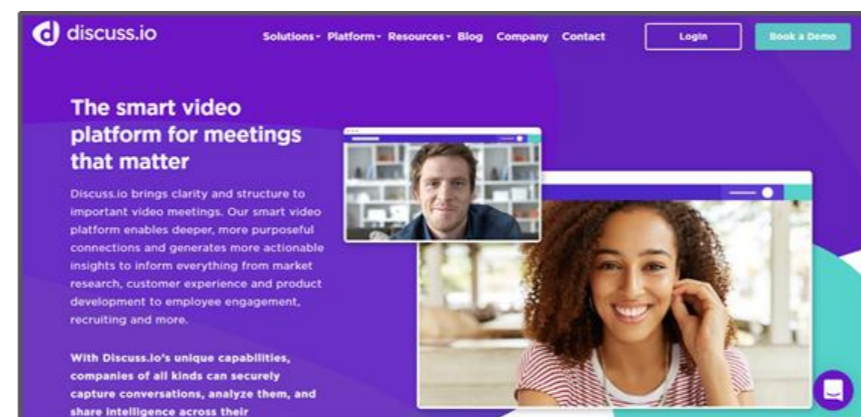 discuss.io
Solutions Platform Resources Blog Company Contact
Login
Book a Demo
The smart video
platform for meetings
that matter
Discuss.io brings clarity and structure to
important video meetings. Our smart video
platform enables deeper, more purposeful
connections and generates more actionable
insights to inform everything from market
research, customer experience and product
development to employee engagement,
recruiting and more.
With Discuss.io's unique capabilities,
companies of all kinds can securely
capture conversations, analyze them, and
share intelligence across their